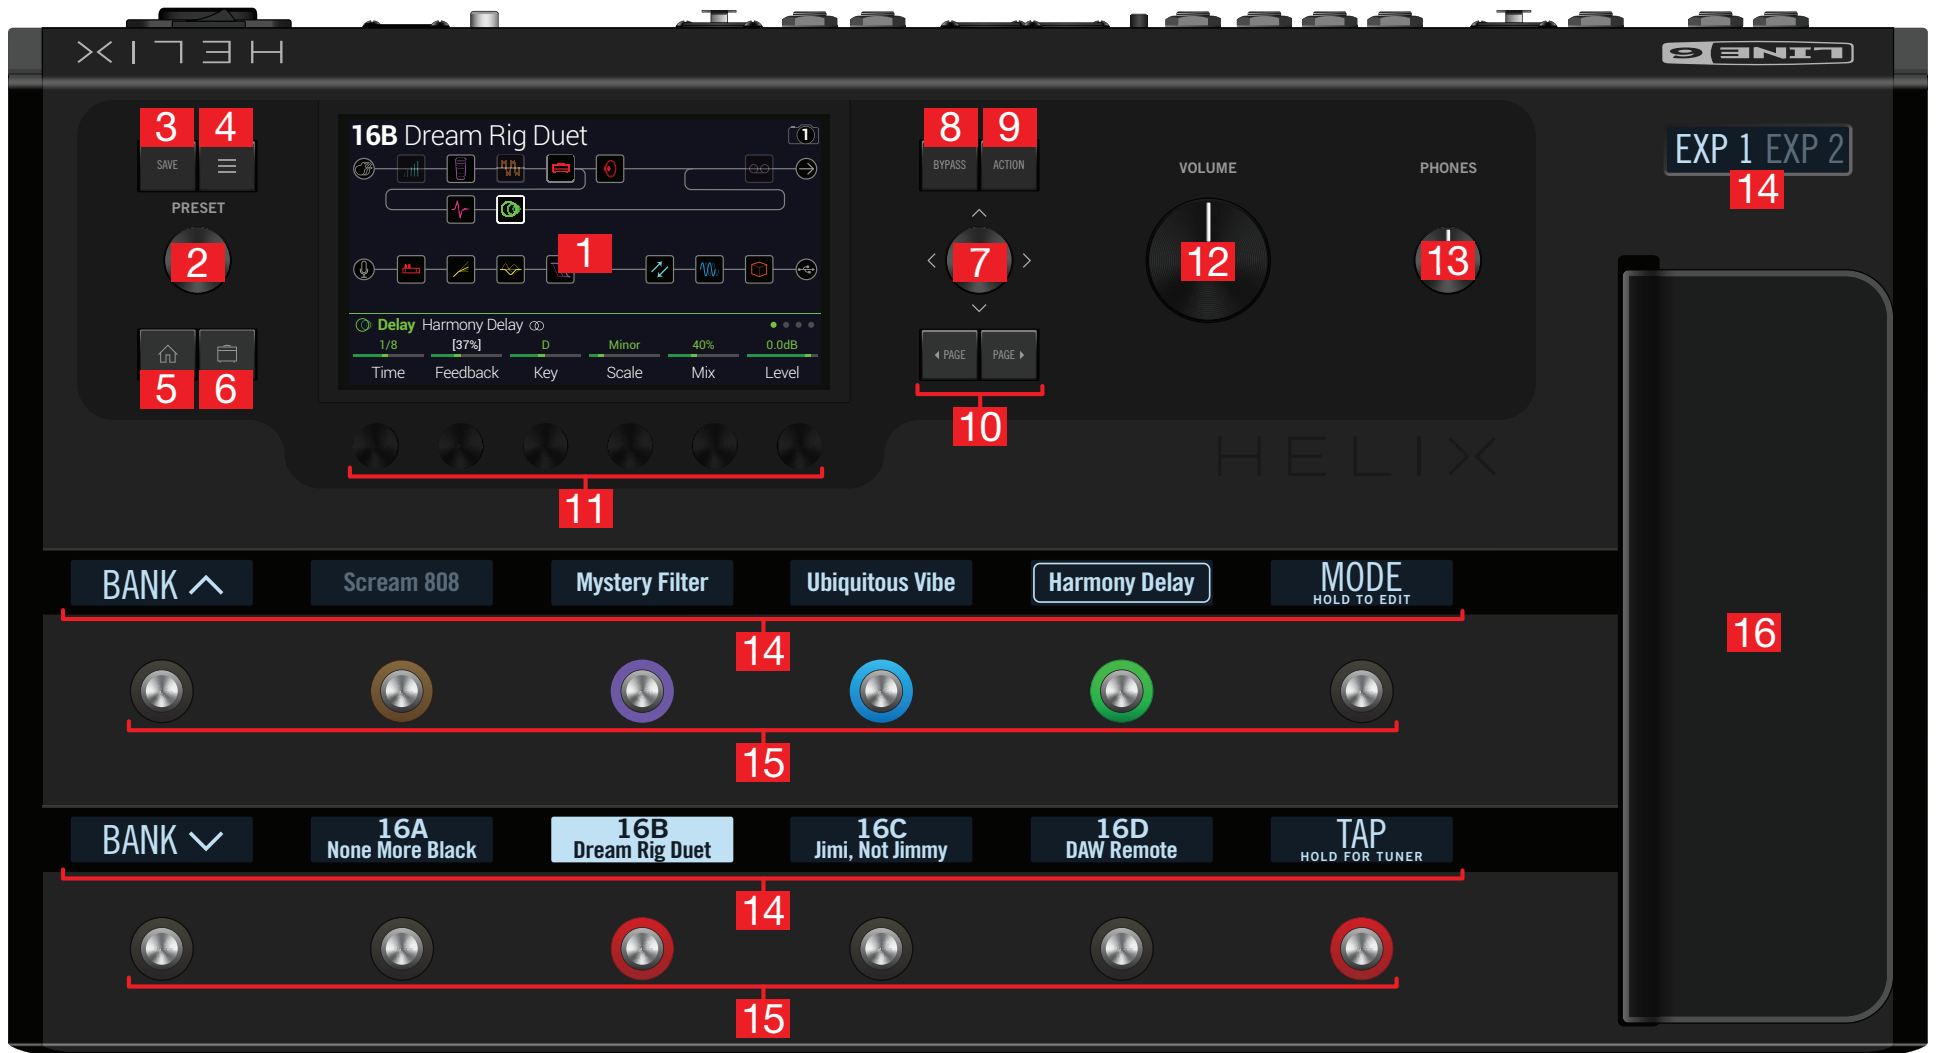 HELIX
LINE 6
3
4
SAVE
PRESET
2
5
6
16B Dream Rig Duet
1
1
Delay Harmony Delay
1/8 [37%] D Minor 40% 0.0dB
Time Feedback Key Scale Mix Level
11
8
9
BYPASS
ACTION
7
PAGE
PAGE
10
VOLUME
12
PHONES
13
EXP 1 EXP 2
14
HELIX
BANK
Scream 808
Mystery Filter
Ubiquitous Vibe
Harmony Delay
MODE
HOLD TO EDIT
14
15
16
BANK
16A
None More Black
16B
Dream Rig Duet
16C
Jimi, Not Jimmy
16D
DAW Remote
TAP
HOLD FOR TUNER
14
15